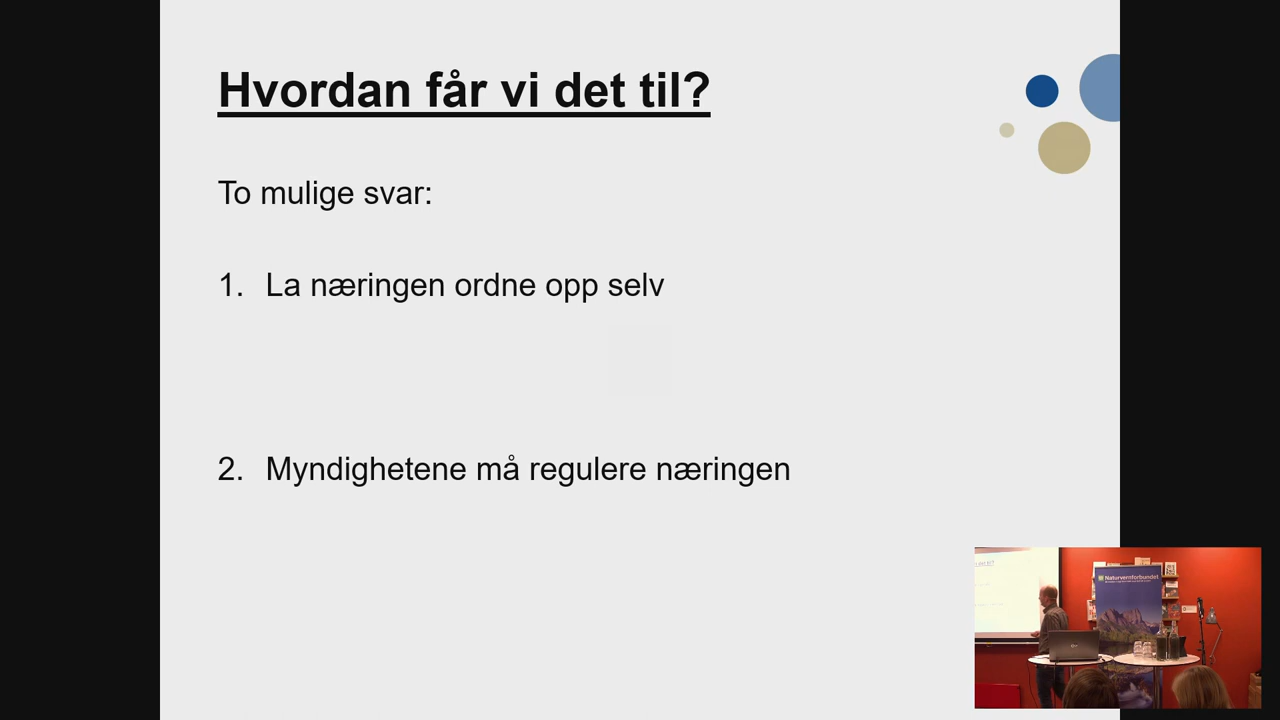 Hvordan får vi det til?
To mulige svar:
1. La næringen ordne opp selv
2. Myndighetene må regulere næringen
Naturvernforbundet